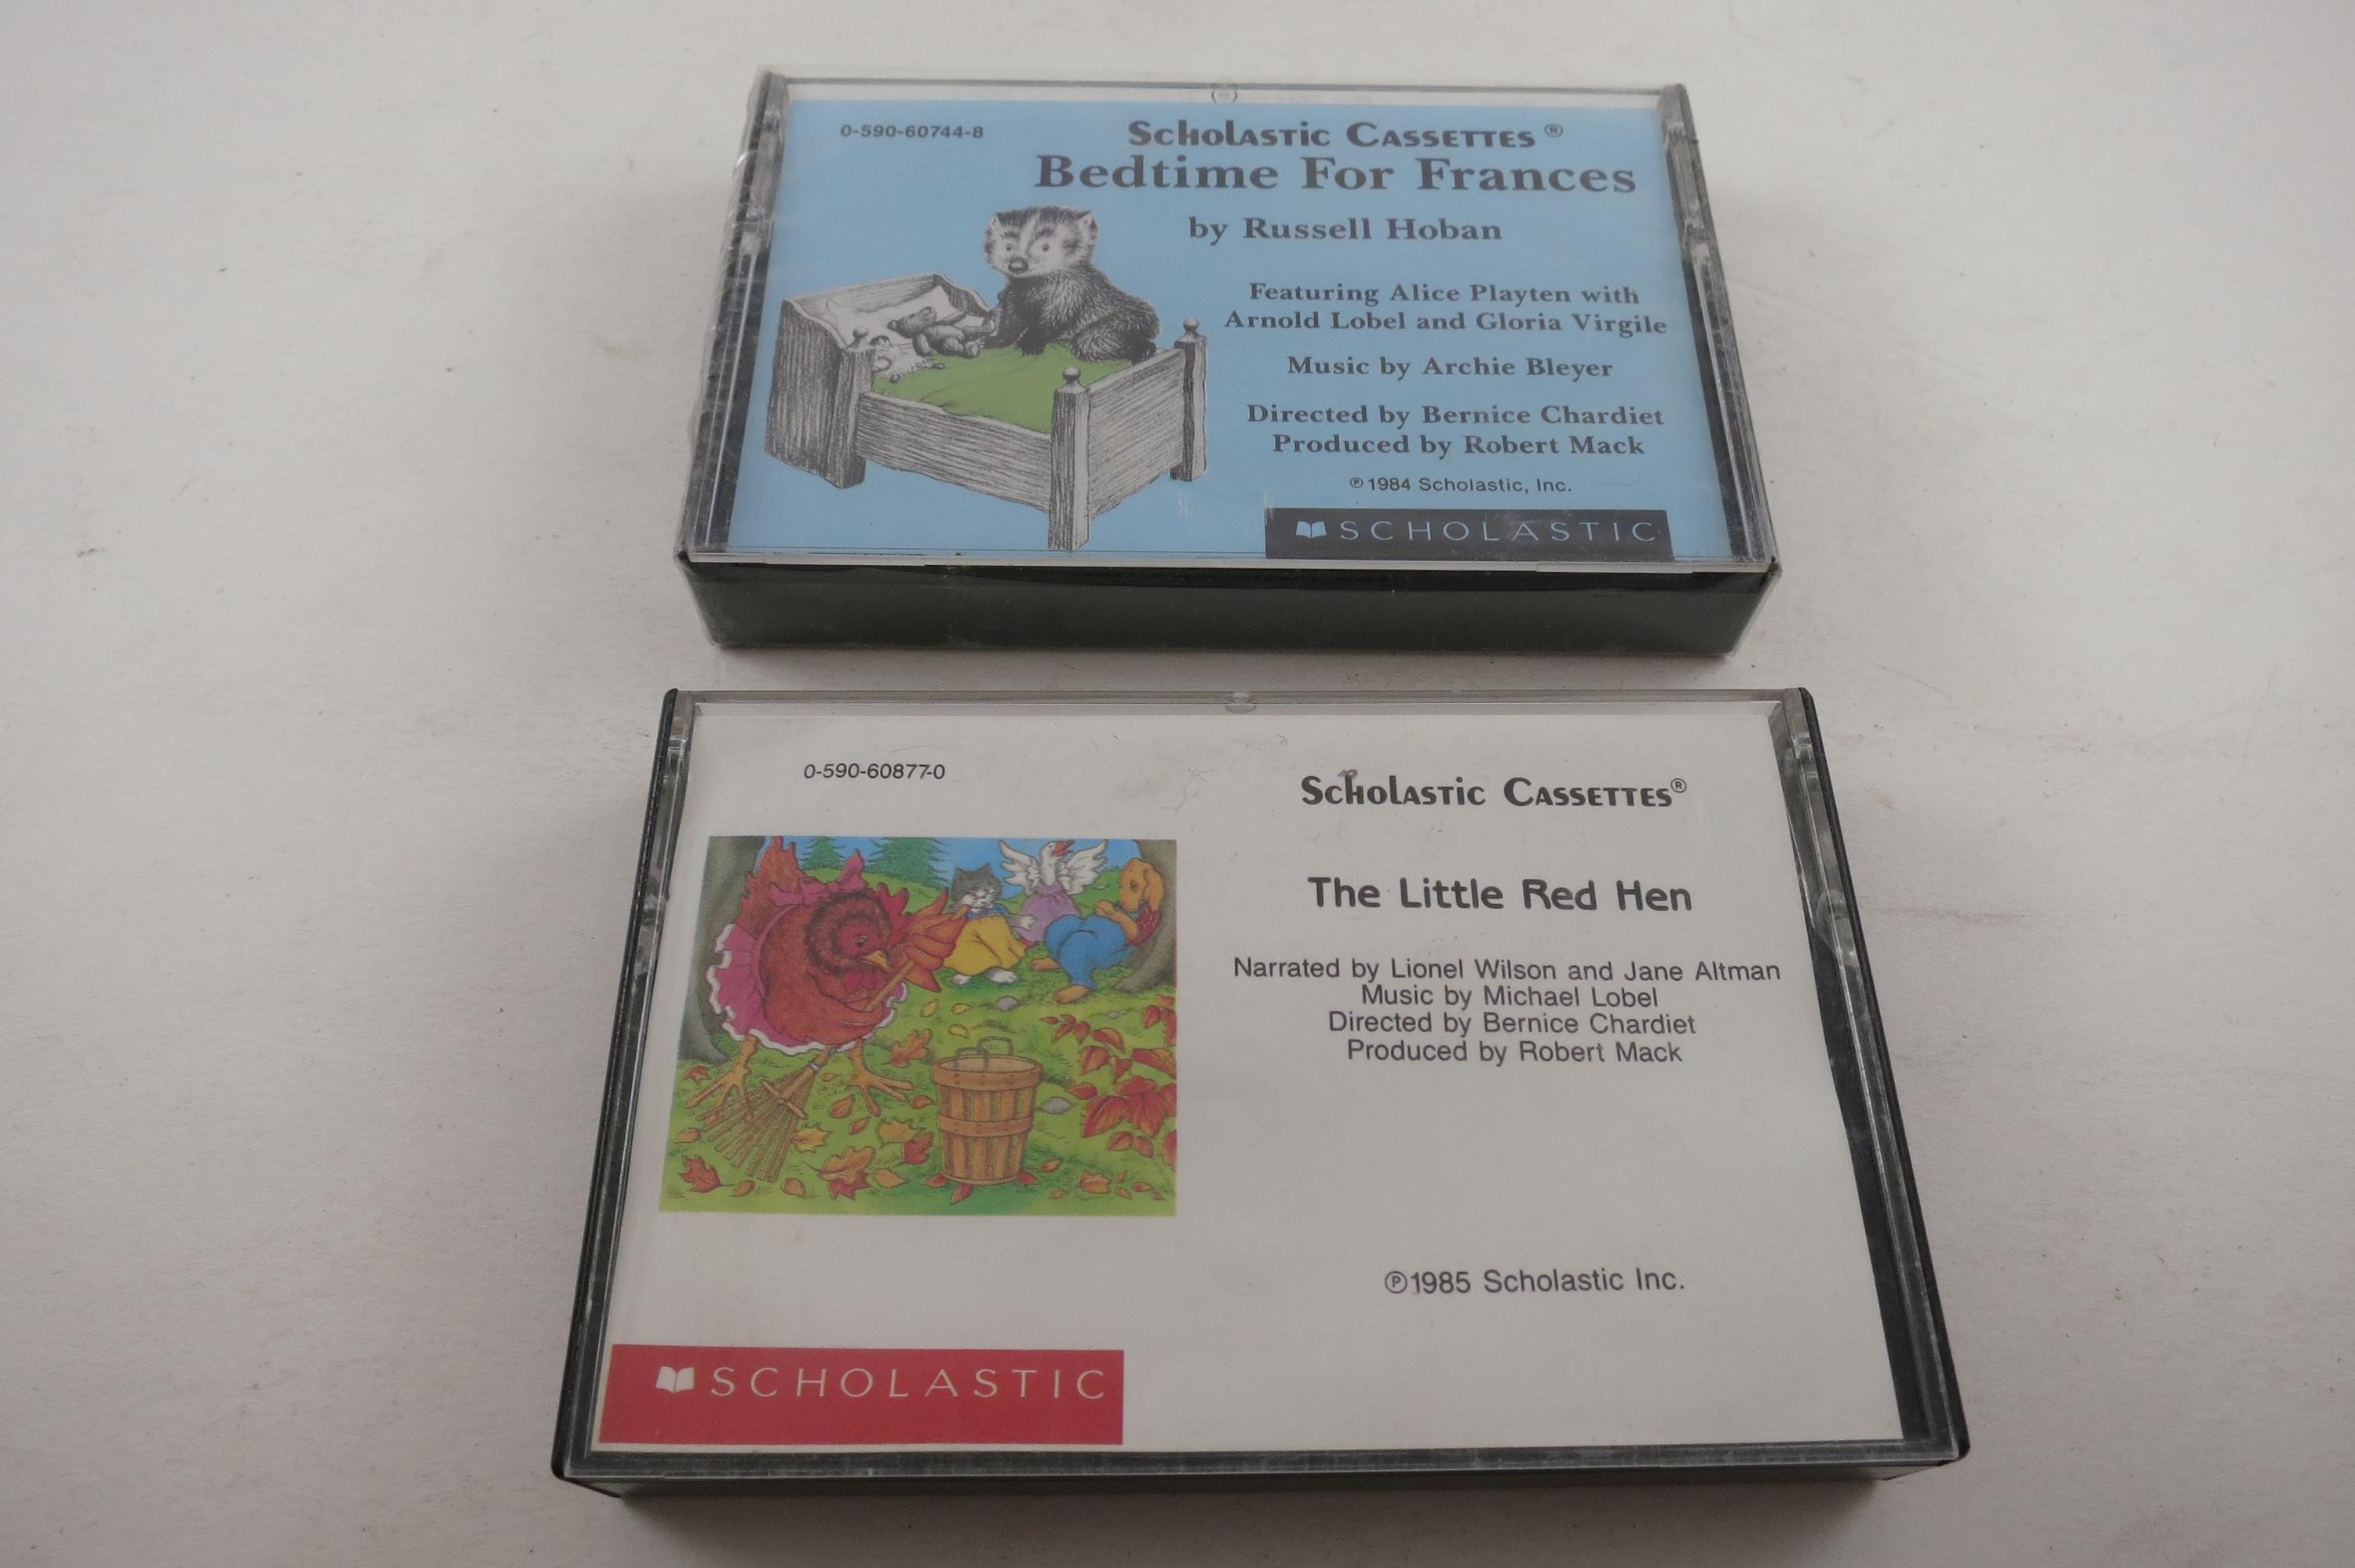 0-590-60744-8
Scholastic Cassettes®
Bedtime For Frances
by Russell Hoban
Featuring Alice Playten with
Arnold Lobel and Gloria Virgile
Music by Archie Bleyer
Directed by Bernice Chardiet
Produced by Robert Mack
℗1984 Scholastic, Inc.
SCHOLASTIC
0-590-60877-0
Scholastic Cassettes®
The Little Red Hen
Narrated by Lionel Wilson and Jane Altman
Music by Michael Lobel
Directed by Bernice Chardiet
Produced by Robert Mack
℗1985 Scholastic Inc.
SCHOLASTIC